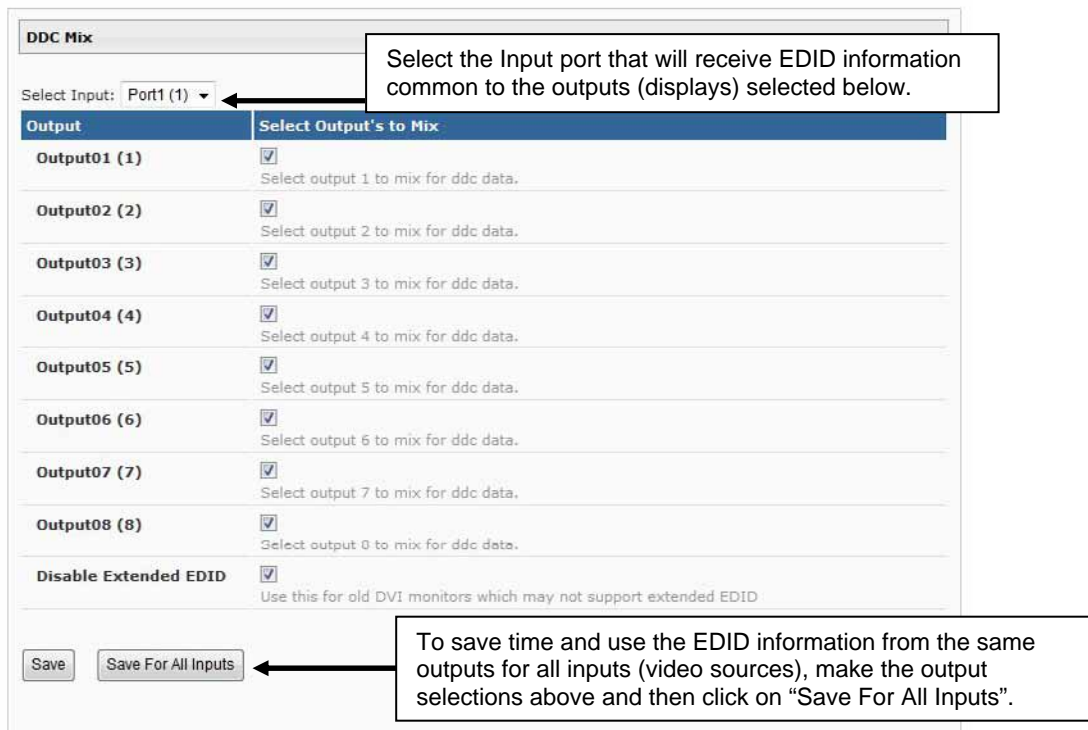 DDC Mix
Select the Input port that will receive EDID information
common to the outputs (displays) selected below.
Select Input: Port1 (1)
Output Select Output's to Mix
Output01 (1)
Select output 1 to mix for ddc data.
Output02 (2)
Select output 2 to mix for ddc data.
Output03 (3)
Select output 3 to mix for ddc data.
Output04 (4)
Select output 4 to mix for ddc data.
Output05 (5)
Select output 5 to mix for ddc data.
Output06 (6)
Select output 6 to mix for ddc data.
Output07 (7)
Select output 7 to mix for ddc data.
Output08 (8)
Select output 8 to mix for ddc data.
Disable Extended EDID
Use this for old DVI monitors which may not support extended EDID
To save time and use the EDID information from the same
outputs for all inputs (video sources), make the output
selections above and then click on “Save For All Inputs”.
Save Save For All Inputs